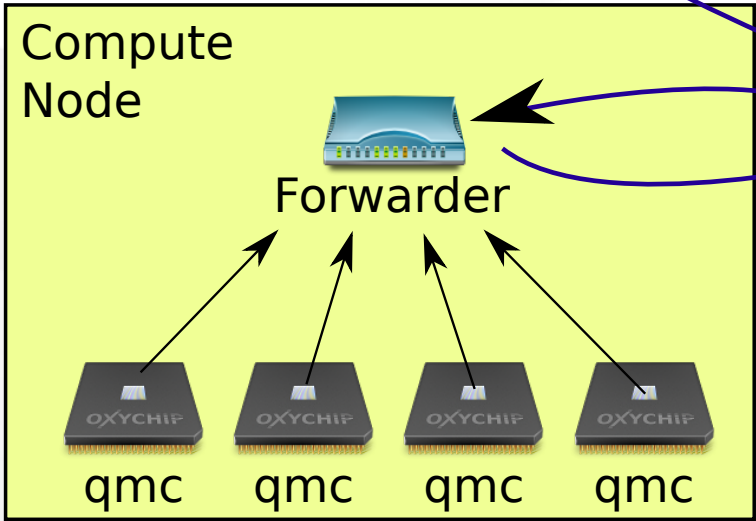 Compute
Node
Forwarder
OXYCHIP OXYCHIP OXYCHIP OXYCHIP
qmc qmc qmc qmc